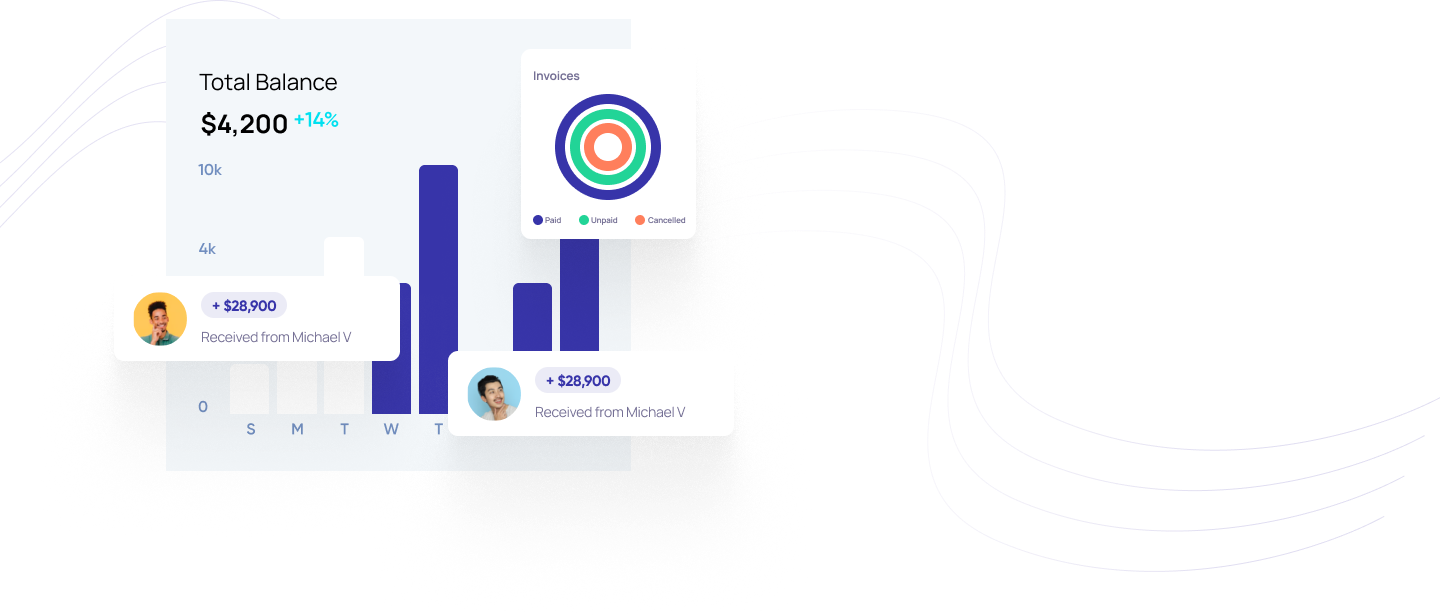 Total Balance
$4,200 +14%
Invoices
Paid Unpaid Cancelled
10k
4k
0
+ $28,900
Received from Michael V
+ $28,900
Received from Michael V
S M T W T